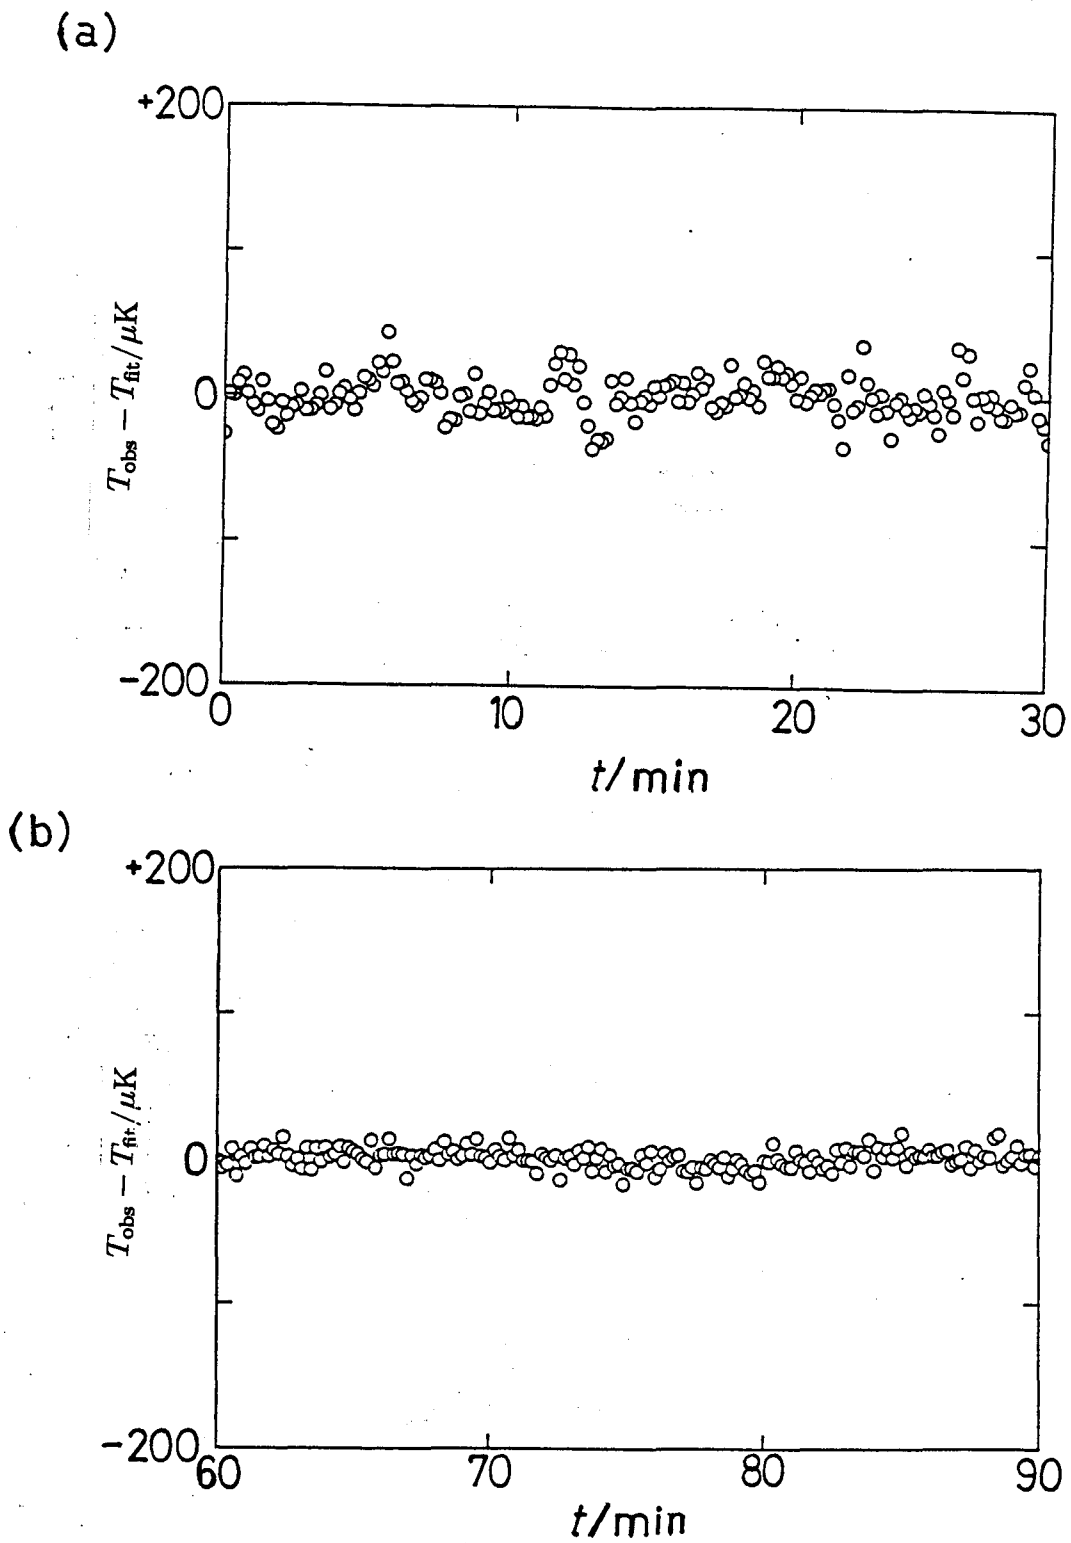 (a)
+200
0
-200
T_obs − T_fit/μK
0 10 20 30
t/min
(b)
+200
0
-200
T_obs − T_fit/μK
60 70 80 90
t/min